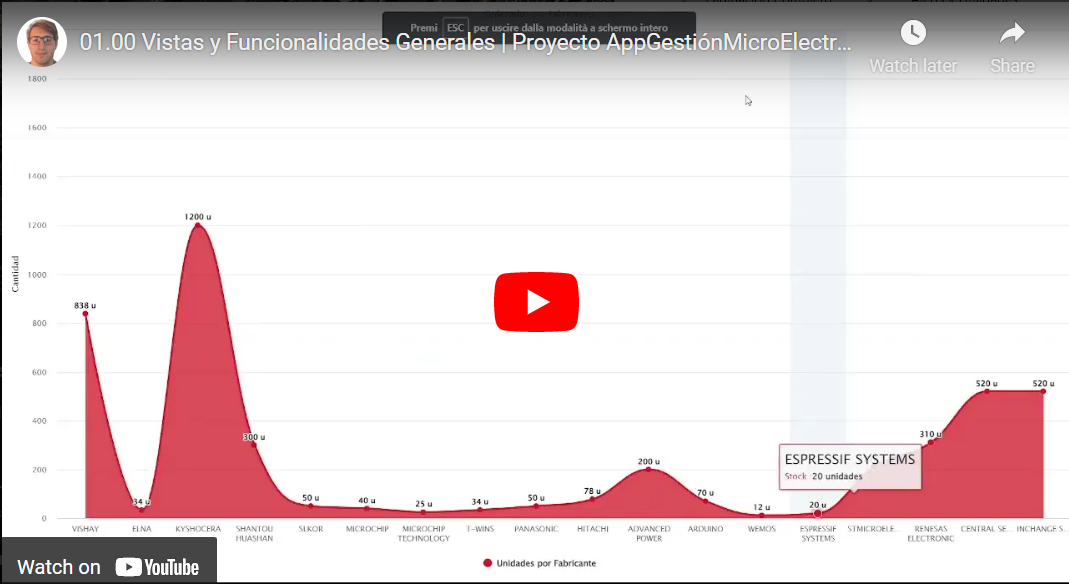 Premi ESC per uscire dalla modalità a schermo intero
01.00 Vistas y Funcionalidades Generales | Proyecto AppGestiónMicroElectr...
Watch later
Share
1800
1600
1400
1200
1000
800
600
400
200
0
Cantidad
838 u
34 u
1200 u
300 u
50 u
40 u
25 u
34 u
50 u
78 u
200 u
70 u
12 u
20 u
310 u
520 u
520 u
ESPRESSIF SYSTEMS
Stock 20 unidades
VISHAY
ELNA
KYSHOCERA
SHANTOU
HUASHAN
SLKOR
MICROCHIP
MICROCHIP
TECHNOLOGY
T-WINS
PANASONIC
HITACHI
ADVANCED
POWER
ARDUINO
WEMOS
ESPRESSIF
SYSTEMS
STMICROELE...
RENESAS
ELECTRONIC
CENTRAL SE...
INCHANGE S...
Unidades por Fabricante
Watch on YouTube